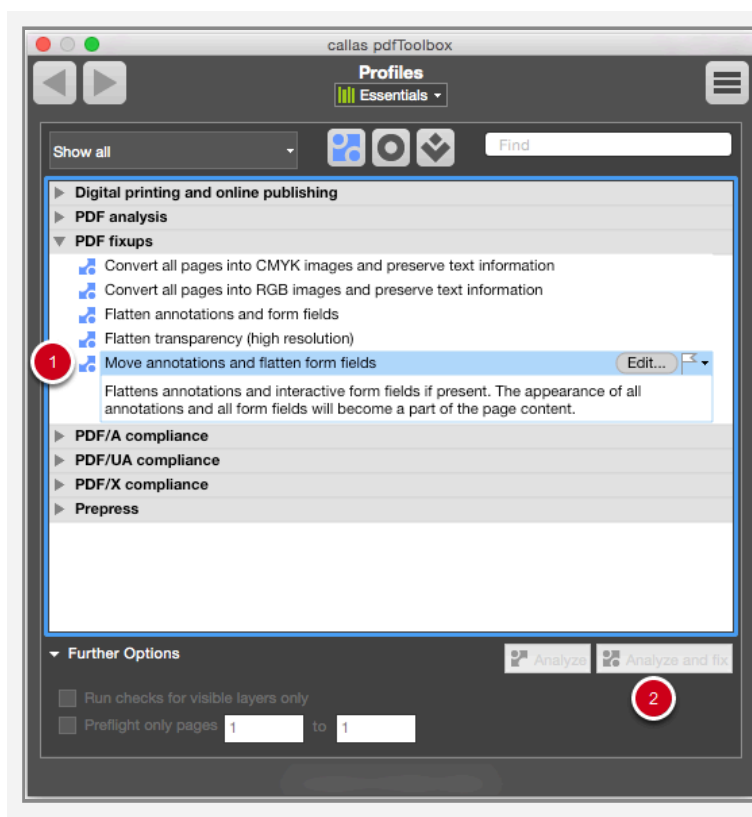 callas pdfToolbox
Profiles
Essentials
Show all
Find
Digital printing and online publishing
PDF analysis
PDF fixups
Convert all pages into CMYK images and preserve text information
Convert all pages into RGB images and preserve text information
Flatten annotations and form fields
Flatten transparency (high resolution)
1
Move annotations and flatten form fields
Edit...
Flattens annotations and interactive form fields if present. The appearance of all
annotations and all form fields will become a part of the page content.
PDF/A compliance
PDF/UA compliance
PDF/X compliance
Prepress
Further Options
Analyze
Analyze and fix
2
Run checks for visible layers only
Preflight only pages 1 to 1